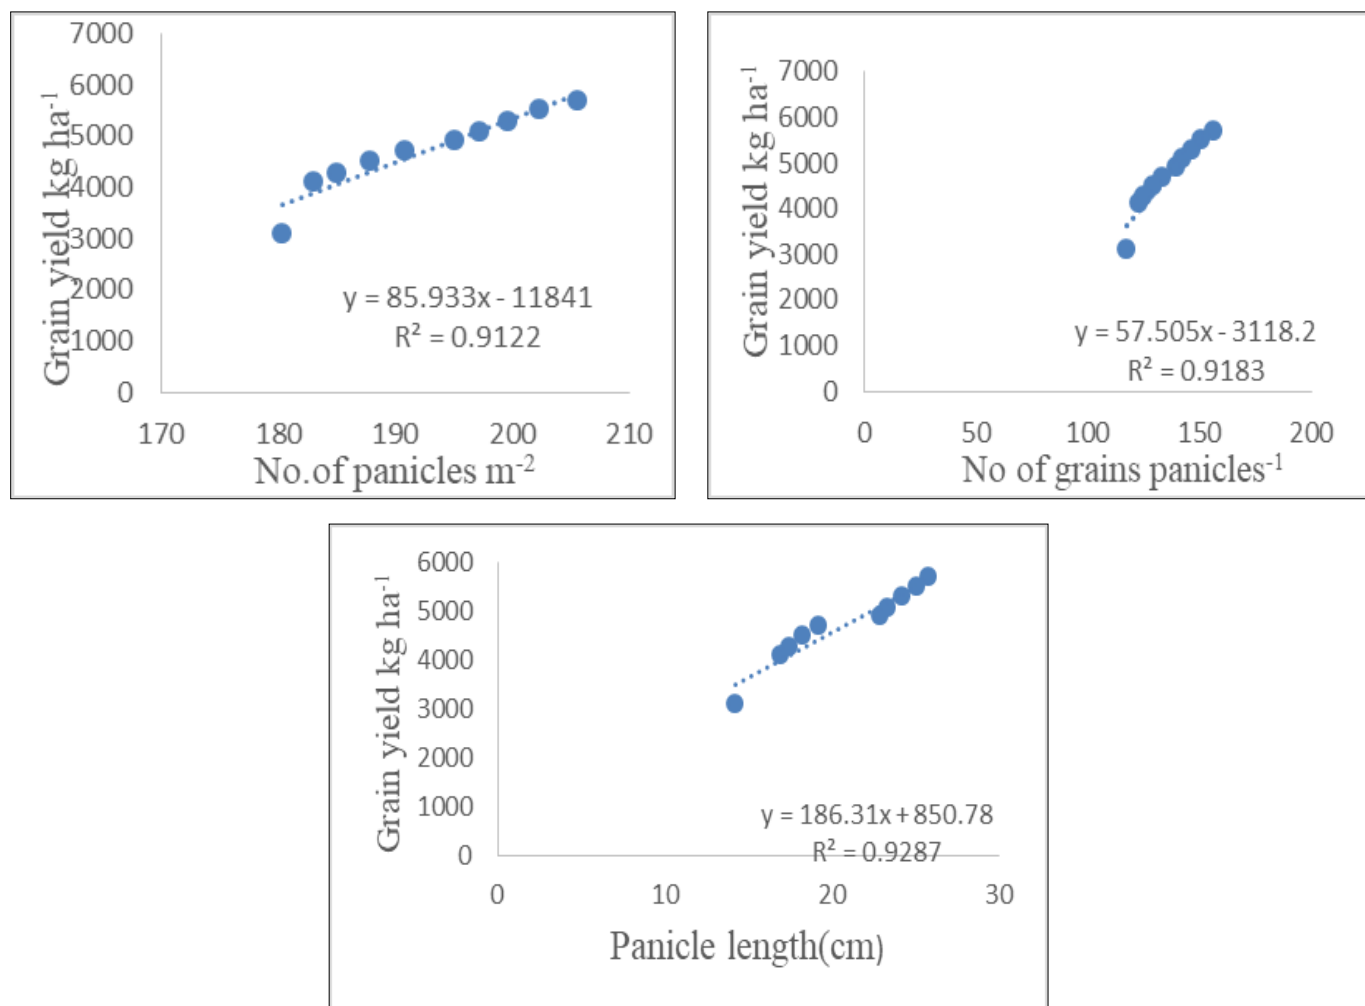 Grain yield kg ha⁻¹
7000
6000
5000
4000
3000
2000
1000
0
y = 85.933x - 11841
R² = 0.9122
170 180 190 200 210
No.of panicles m⁻²
Grain yield kg ha⁻¹
7000
6000
5000
4000
3000
2000
1000
0
y = 57.505x - 3118.2
R² = 0.9183
0 50 100 150 200
No of grains panicles⁻¹
Grain yield kg ha⁻¹
6000
5000
4000
3000
2000
1000
0
y = 186.31x + 850.78
R² = 0.9287
0 10 20 30
Panicle length(cm)